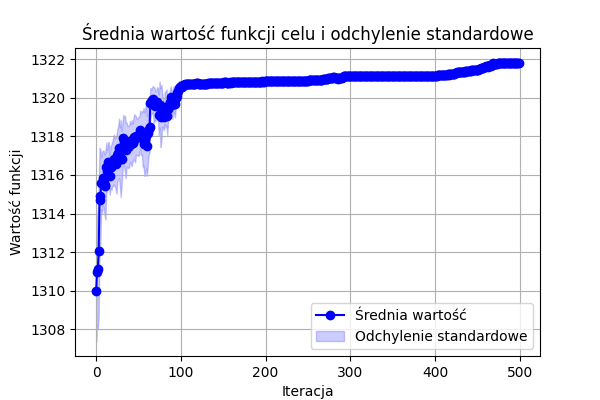 Średnia wartość funkcji celu i odchylenie standardowe
Wartość funkcji
1322
1320
1318
1316
1314
1312
1310
1308
Średnia wartość
Odchylenie standardowe
0 100 200 300 400 500
Iteracja